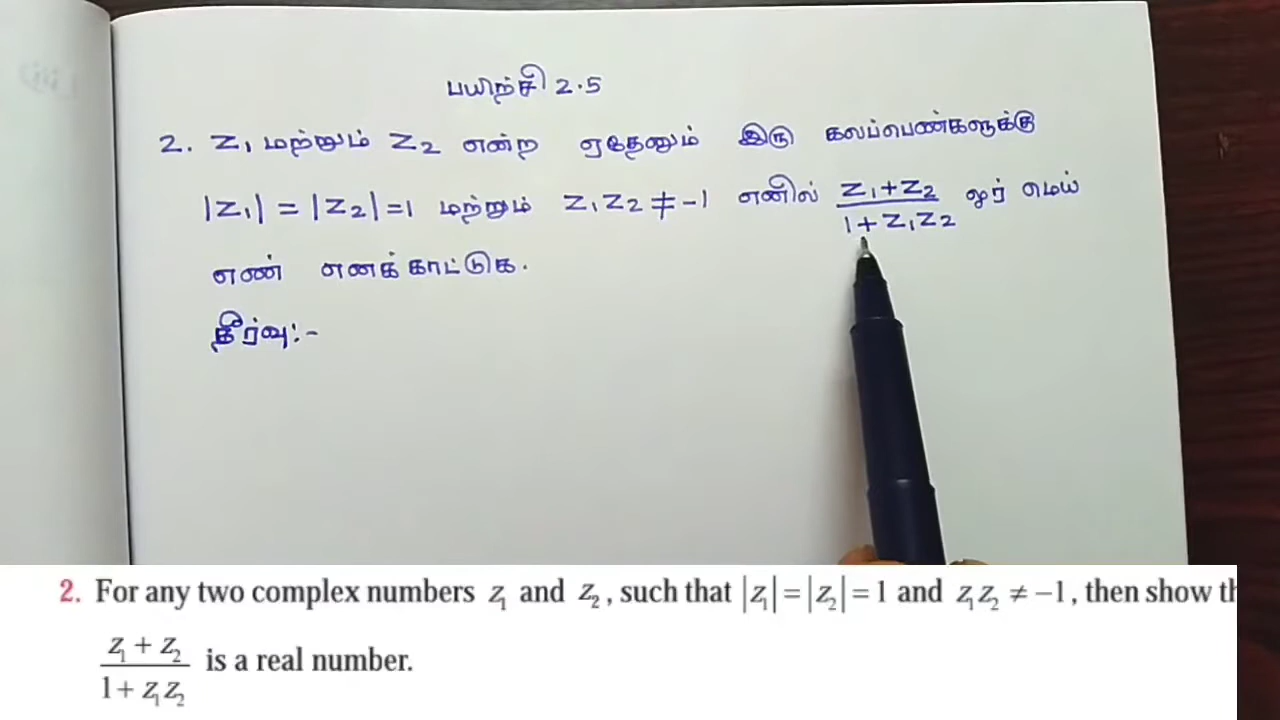 பயிற்சி 2.5
2. Z₁ மற்றும் Z₂ என்ற ஏதேனும் இரு கலப்பெண்களுக்கு
|Z₁| = |Z₂| = 1 மற்றும் Z₁Z₂ ≠ -1 எனில் (Z₁+Z₂)/(1+Z₁Z₂) ஓர் மெய்
எண் எனக் காட்டுக.
தீர்வு:-
2. For any two complex numbers z₁ and z₂, such that |z₁| = |z₂| = 1 and z₁z₂ ≠ -1, then show th
(z₁ + z₂)/(1 + z₁z₂) is a real number.